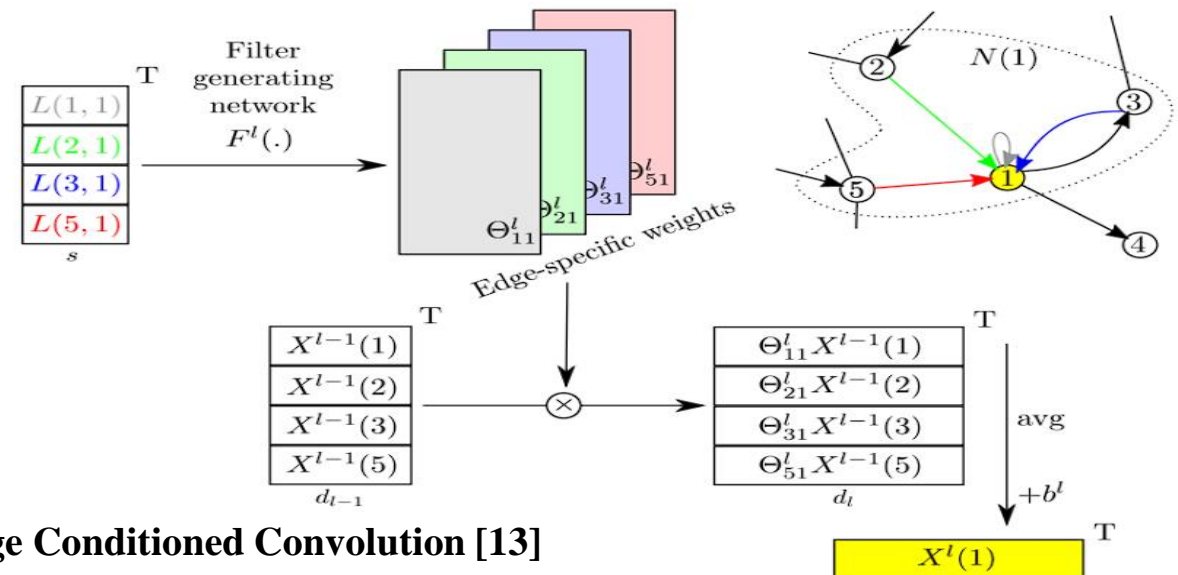 T
L(1, 1)
L(2, 1)
L(3, 1)
L(5, 1)
s
Filter
generating
network
F^l(.)
Θ^l_11
Θ^l_21
Θ^l_31
Θ^l_51
Edge-specific weights
N(1)
2
3
1
5
4
T
X^{l−1}(1)
X^{l−1}(2)
X^{l−1}(3)
X^{l−1}(5)
d_{l−1}
×
T
Θ^l_11 X^{l−1}(1)
Θ^l_21 X^{l−1}(2)
Θ^l_31 X^{l−1}(3)
Θ^l_51 X^{l−1}(5)
d_l
avg
+b^l
T
X^l(1)
ge Conditioned Convolution [13]